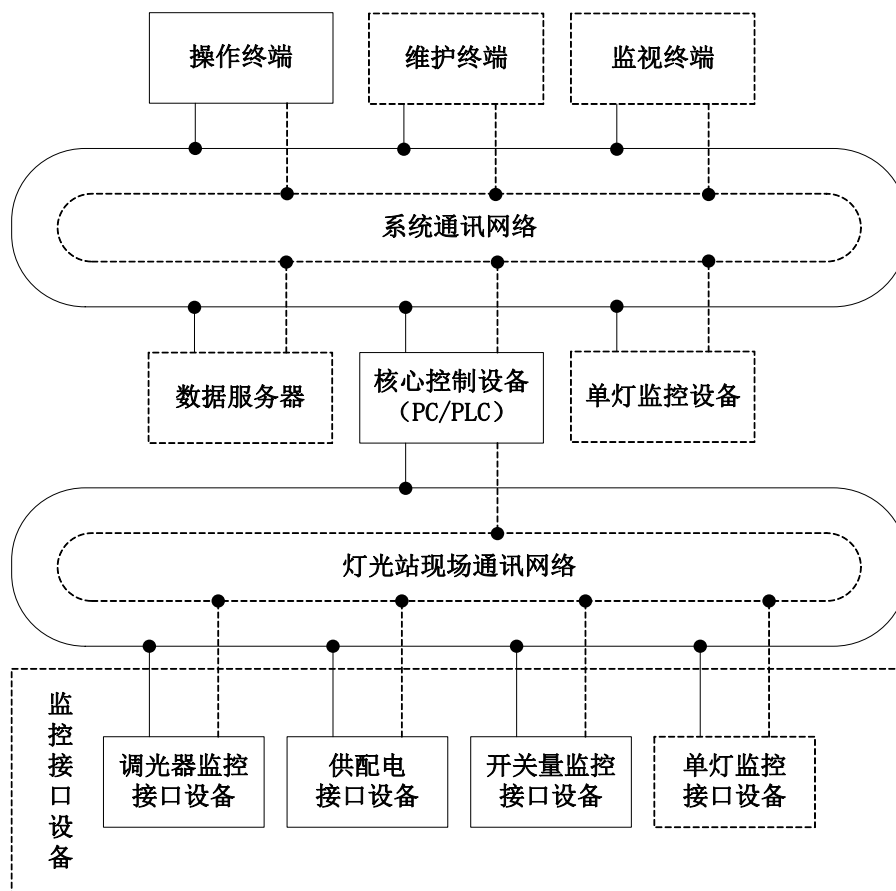 操作终端
维护终端
监视终端
系统通讯网络
数据服务器
核心控制设备
（PC/PLC）
单灯监控设备
灯光站现场通讯网络
监控接口设备
调光器监控
接口设备
供配电
接口设备
开关量监控
接口设备
单灯监控
接口设备